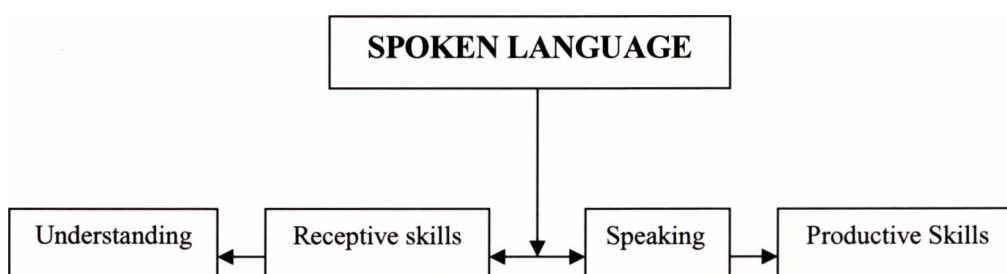 SPOKEN LANGUAGE
Understanding
Receptive skills
Speaking
Productive Skills